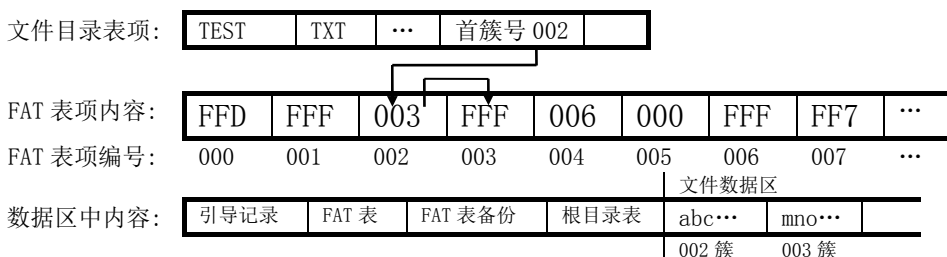 文件目录表项: TEST TXT … 首簇号 002
FAT 表项内容: FFD FFF 003 FFF 006 000 FFF FF7 …
FAT 表项编号: 000 001 002 003 004 005 006 007 …
文件数据区
数据区中内容: 引导记录 FAT 表 FAT 表备份 根目录表 abc… mno…
002 簇 003 簇